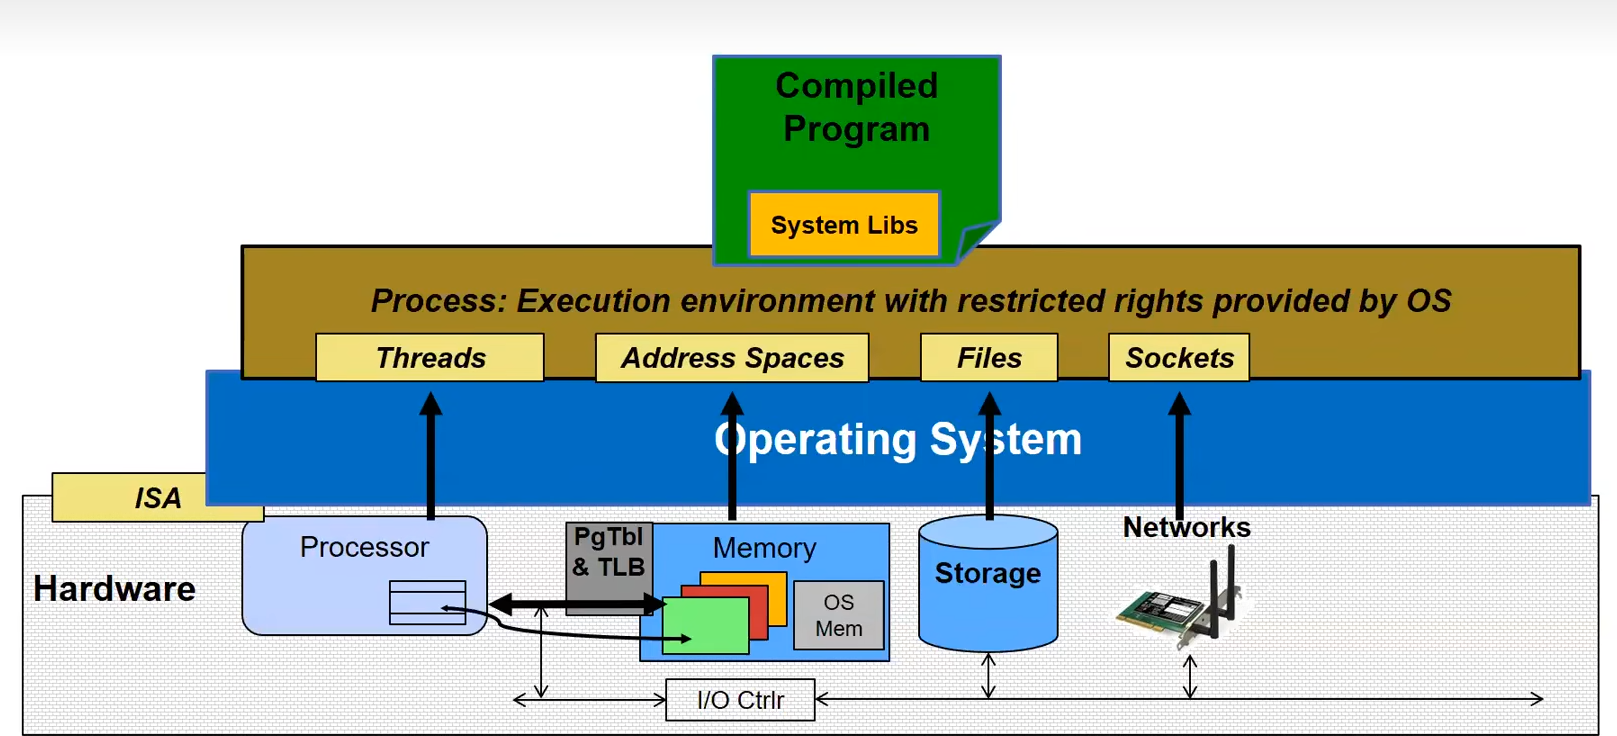 Compiled
Program
System Libs
Process: Execution environment with restricted rights provided by OS
Threads
Address Spaces
Files
Sockets
Operating System
ISA
Hardware
Processor
PgTbl
& TLB
Memory
OS
Mem
Storage
Networks
I/O Ctrlr